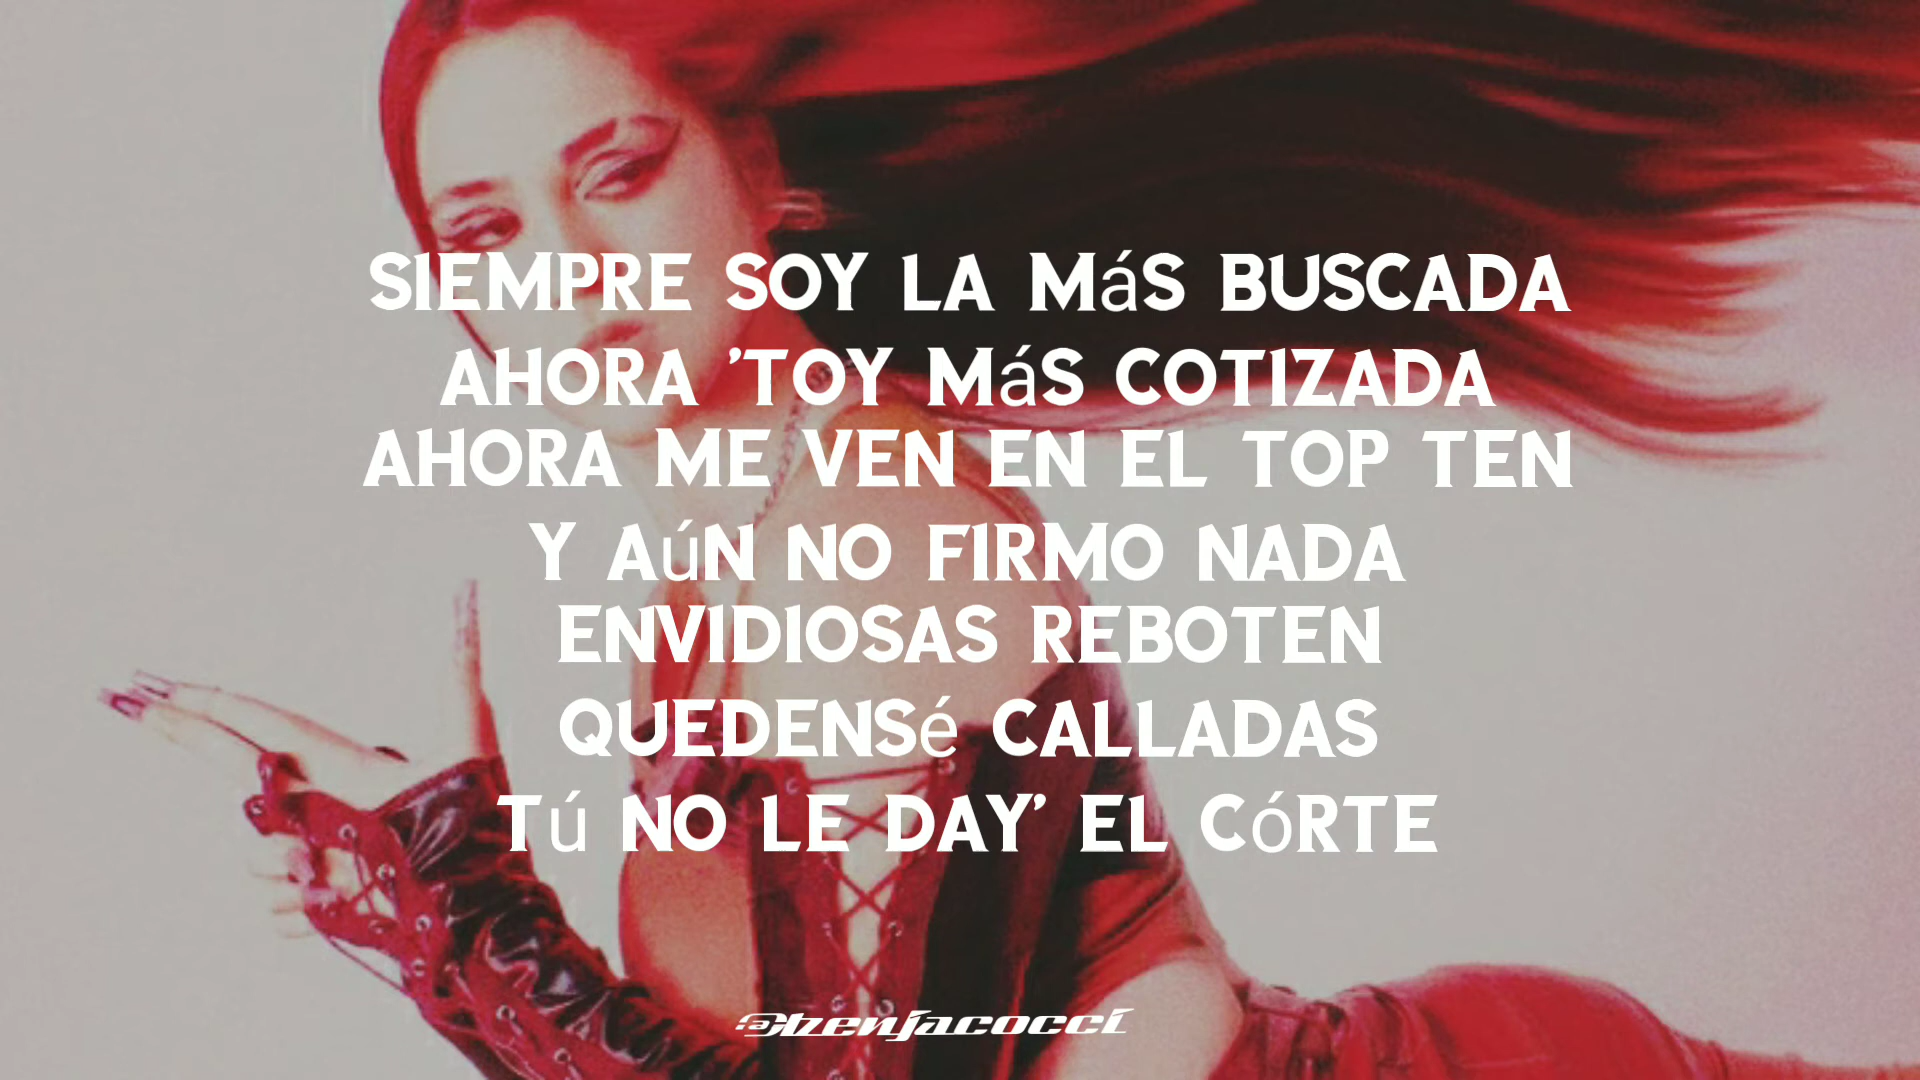 SIEMPRE SOY LA MáS BUSCADA
AHORA 'TOY MáS COTIZADA
AHORA ME VEN EN EL TOP TEN
Y AúN NO FIRMO NADA
ENVIDIOSAS REBOTEN
QUEDENSé CALLADAS
Tú NO LE DAY' EL CóRTE
@benjacocci